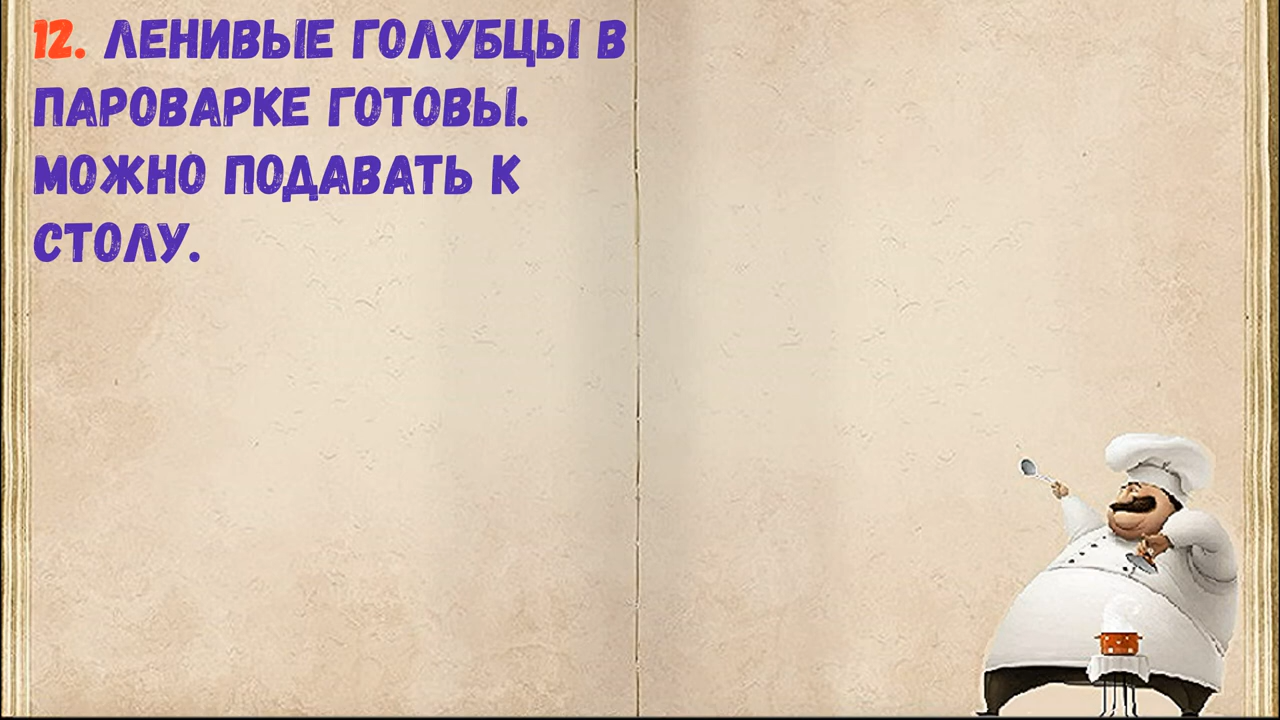 12. ЛЕНИВЫЕ ГОЛУБЦЫ В
ПАРОВАРКЕ ГОТОВЫ.
МОЖНО ПОДАВАТЬ К
СТОЛУ.